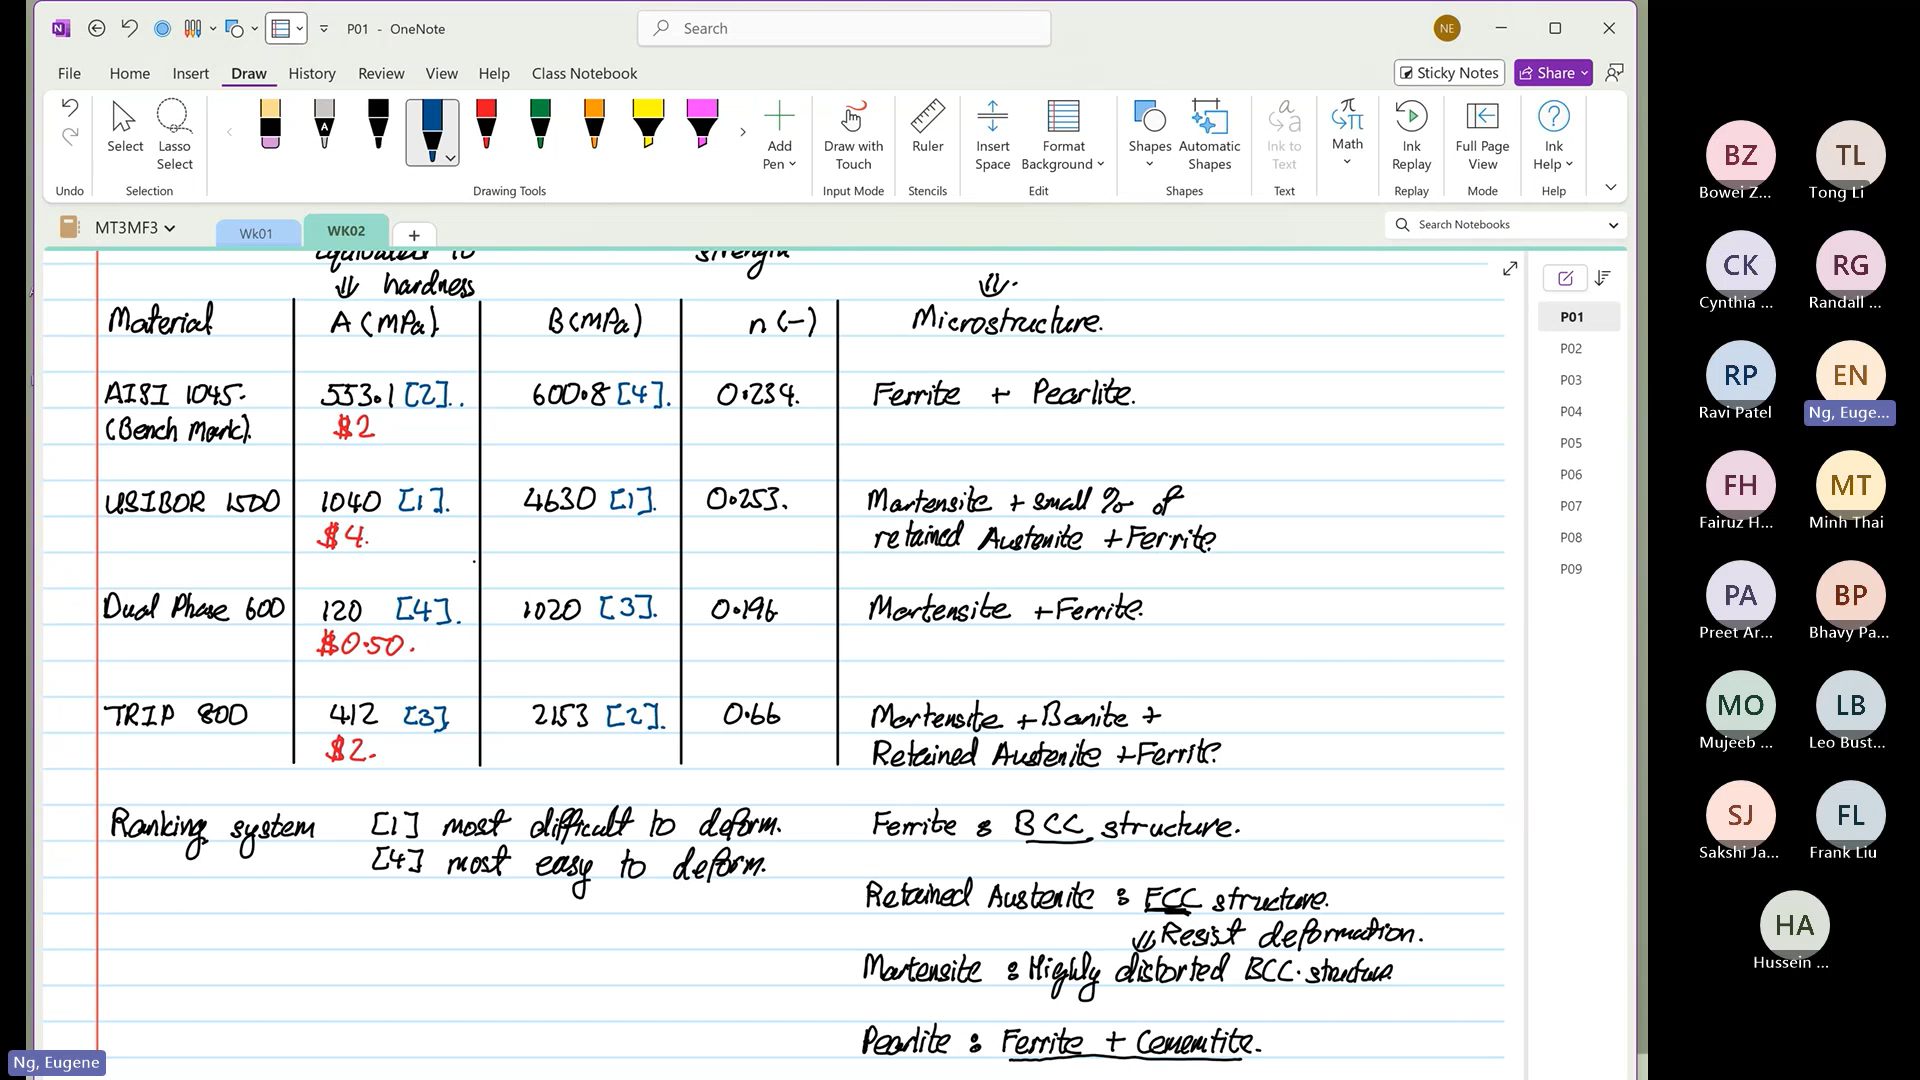 P01 - OneNote
Search
NE
File Home Insert Draw History Review View Help Class Notebook
Sticky Notes Share
Undo
Select
Lasso Select
Selection
Drawing Tools
Add Pen
Draw with Touch
Input Mode
Ruler
Stencils
Insert Space
Format Background
Edit
Shapes
Automatic Shapes
Shapes
Ink to Text
Text
Math
Ink Replay
Replay
Full Page View
Mode
Ink Help
Help
MT3MF3 Wk01 WK02 +
Search Notebooks
equivalent to strength
⇓ hardness ⇓.
Material A (MPa) B(MPa) n (-) Microstructure.
AISI 1045. 553.1 [2].. 600.8 [4]. 0.234. Ferrite + Pearlite.
(Bench Mark). $2
USIBOR 1500 1040 [1]. 4630 [1]. 0.253. Martensite + small % of
$4. retained Austenite + Ferrite.
Dual Phase 600 120 [4]. 1020 [3]. 0.196 Martensite + Ferrite.
$0.50.
TRIP 800 412 [3] 2153 [2]. 0.66 Martensite + Banite +
$2. Retained Austenite + Ferrite.
Ranking system [1] most difficult to deform.
[4] most easy to deform.
Ferrite : BCC structure.
Retained Austenite : FCC structure.
⇓ Resist deformation.
Martensite : Highly distorted BCC. structure
Pearlite : Ferrite + Cementite.
P01
P02
P03
P04
P05
P06
P07
P08
P09
BZ TL
Bowei Z... Tong Li
CK RG
Cynthia ... Randall ...
RP EN
Ravi Patel Ng, Euge...
FH MT
Fairuz H... Minh Thai
PA BP
Preet Ar... Bhavy Pa...
MO LB
Mujeeb ... Leo Bust...
SJ FL
Sakshi Ja... Frank Liu
HA
Hussein ...
Ng, Eugene